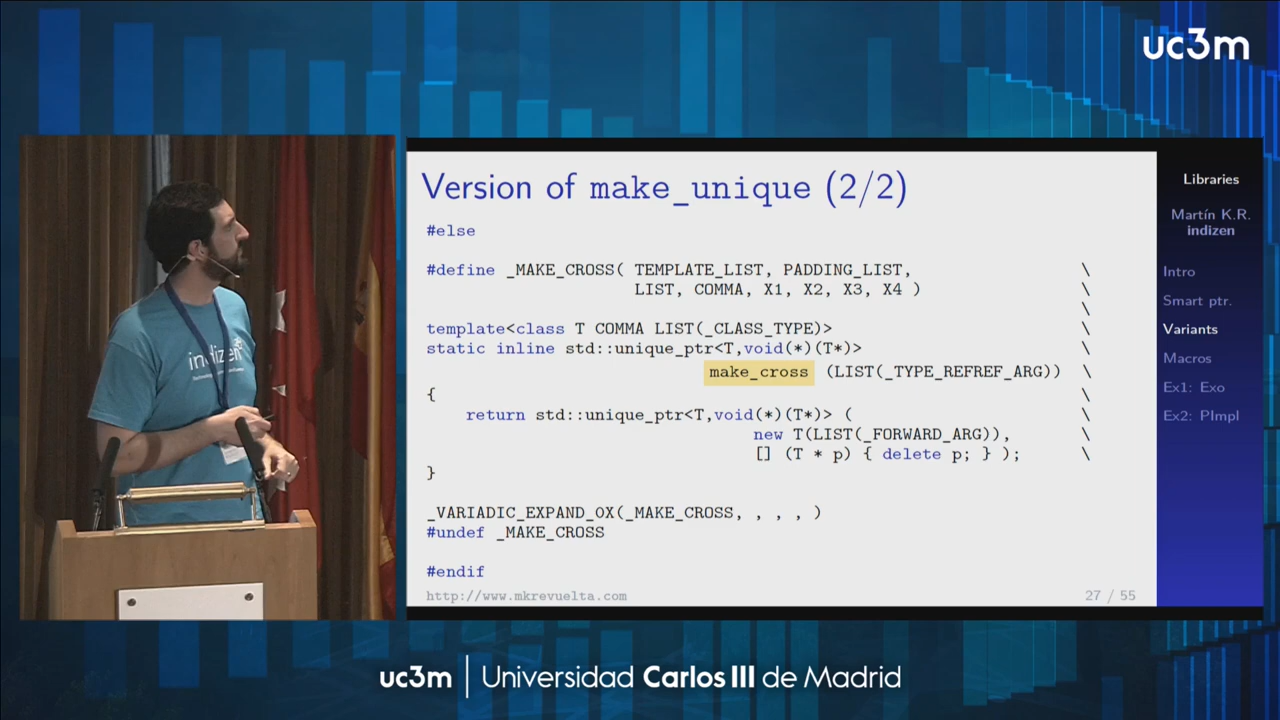 uc3m
Version of make_unique (2/2)
#else
#define _MAKE_CROSS( TEMPLATE_LIST, PADDING_LIST, \
LIST, COMMA, X1, X2, X3, X4 ) \
\
template<class T COMMA LIST(_CLASS_TYPE)> \
static inline std::unique_ptr<T,void(*)(T*)> \
make_cross (LIST(_TYPE_REFREF_ARG)) \
{ \
return std::unique_ptr<T,void(*)(T*)> ( \
new T(LIST(_FORWARD_ARG)), \
[] (T * p) { delete p; } ); \
}
_VARIADIC_EXPAND_0X(_MAKE_CROSS, , , , )
#undef _MAKE_CROSS
#endif
http://www.mkrevuelta.com
27 / 55
Libraries
Martín K.R.
indizen
Intro
Smart ptr.
Variants
Macros
Ex1: Exo
Ex2: PImpl
indizen
uc3m | Universidad Carlos III de Madrid